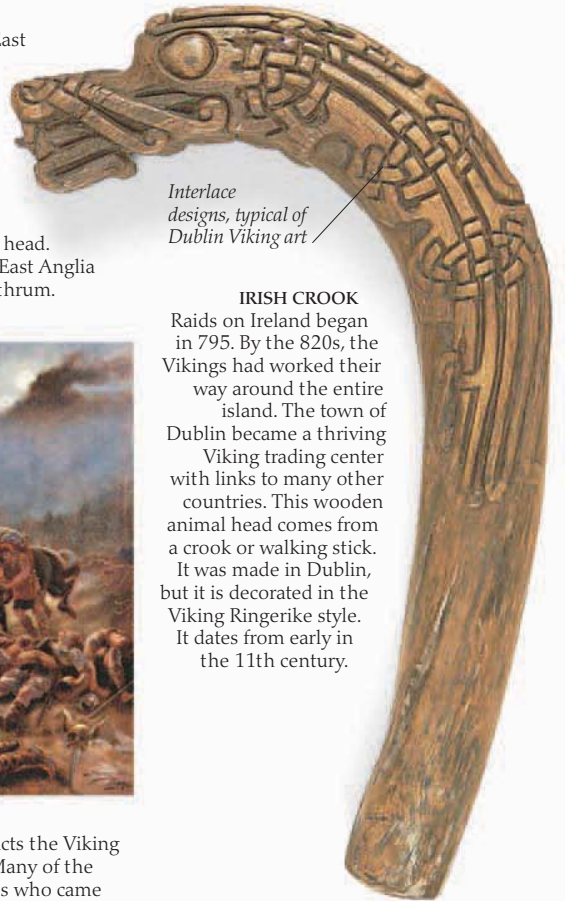 East
head.
East Anglia
thrum.
Interlace
designs, typical of
Dublin Viking art
IRISH CROOK
Raids on Ireland began
in 795. By the 820s, the
Vikings had worked their
way around the entire
island. The town of
Dublin became a thriving
Viking trading center
with links to many other
countries. This wooden
animal head comes from
a crook or walking stick.
It was made in Dublin,
but it is decorated in the
Viking Ringerike style.
It dates from early in
the 11th century.
cts the Viking
Many of the
s who came